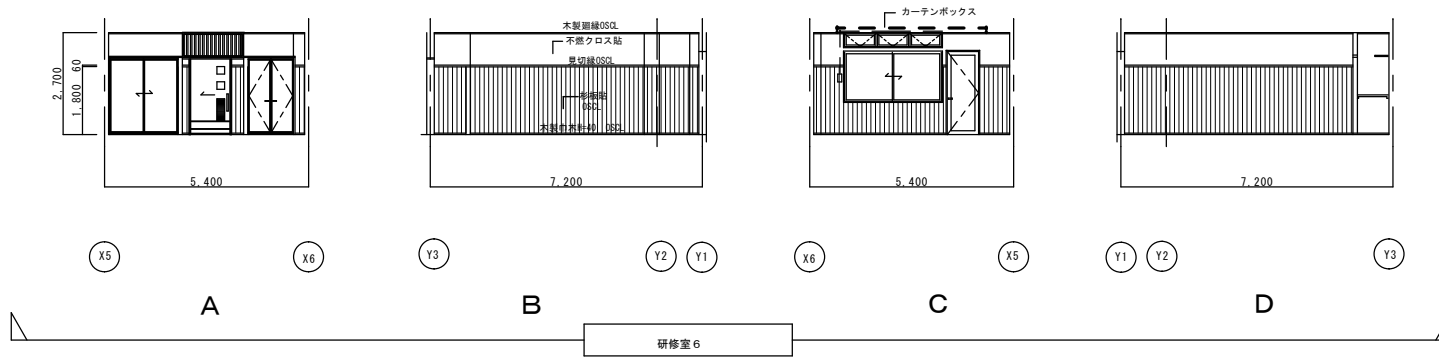 カーテンボックス
木製廻縁OSCL
不燃クロス貼
見切縁OSCL
2,700
60
1,800
杉板貼
OSCL
木製巾木H=40 OSCL
5,400
7,200
5,400
7,200
X5
X6
Y3
Y2
Y1
X6
X5
Y1
Y2
Y3
A
B
C
D
研修室6